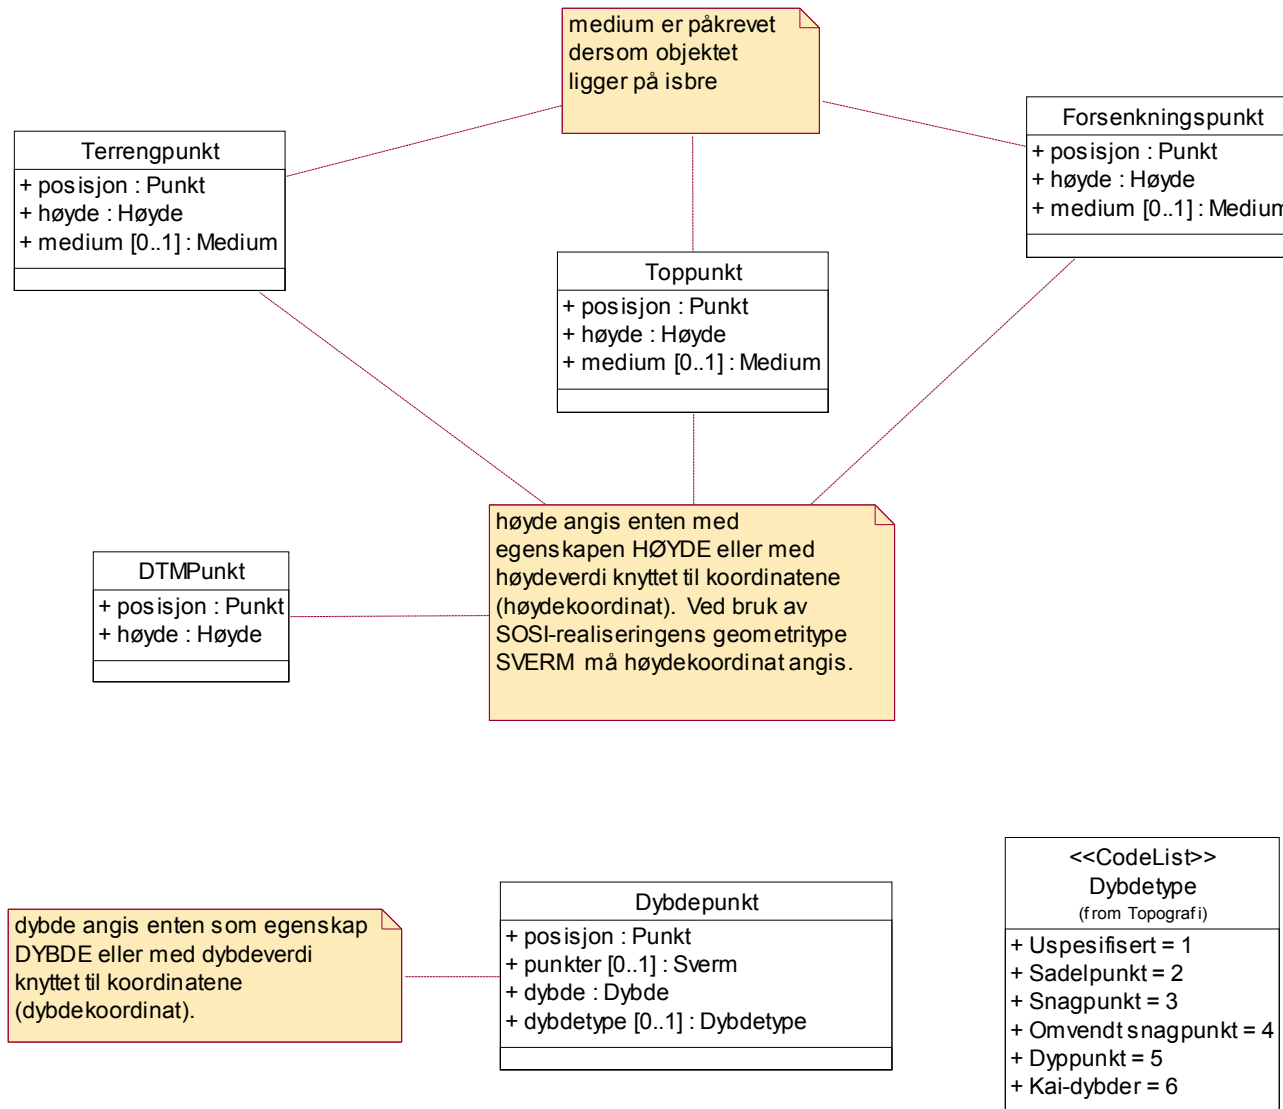 medium er påkrevet
dersom objektet
ligger på isbre
Terrengpunkt
+ posisjon : Punkt
+ høyde : Høyde
+ medium [0..1] : Medium
Forsenkningspunkt
+ posisjon : Punkt
+ høyde : Høyde
+ medium [0..1] : Medium
Toppunkt
+ posisjon : Punkt
+ høyde : Høyde
+ medium [0..1] : Medium
høyde angis enten med
egenskapen HØYDE eller med
høydeverdi knyttet til koordinatene
(høydekoordinat). Ved bruk av
SOSI-realiseringens geometritype
SVERM må høydekoordinat angis.
DTMPunkt
+ posisjon : Punkt
+ høyde : Høyde
dybde angis enten som egenskap
DYBDE eller med dybdeverdi
knyttet til koordinatene
(dybdekoordinat).
Dybdepunkt
+ posisjon : Punkt
+ punkter [0..1] : Sverm
+ dybde : Dybde
+ dybdetype [0..1] : Dybdetype
<<CodeList>>
Dybdetype
(from Topografi)
+ Uspesifisert = 1
+ Sadelpunkt = 2
+ Snagpunkt = 3
+ Omvendt snagpunkt = 4
+ Dyppunkt = 5
+ Kai-dybder = 6